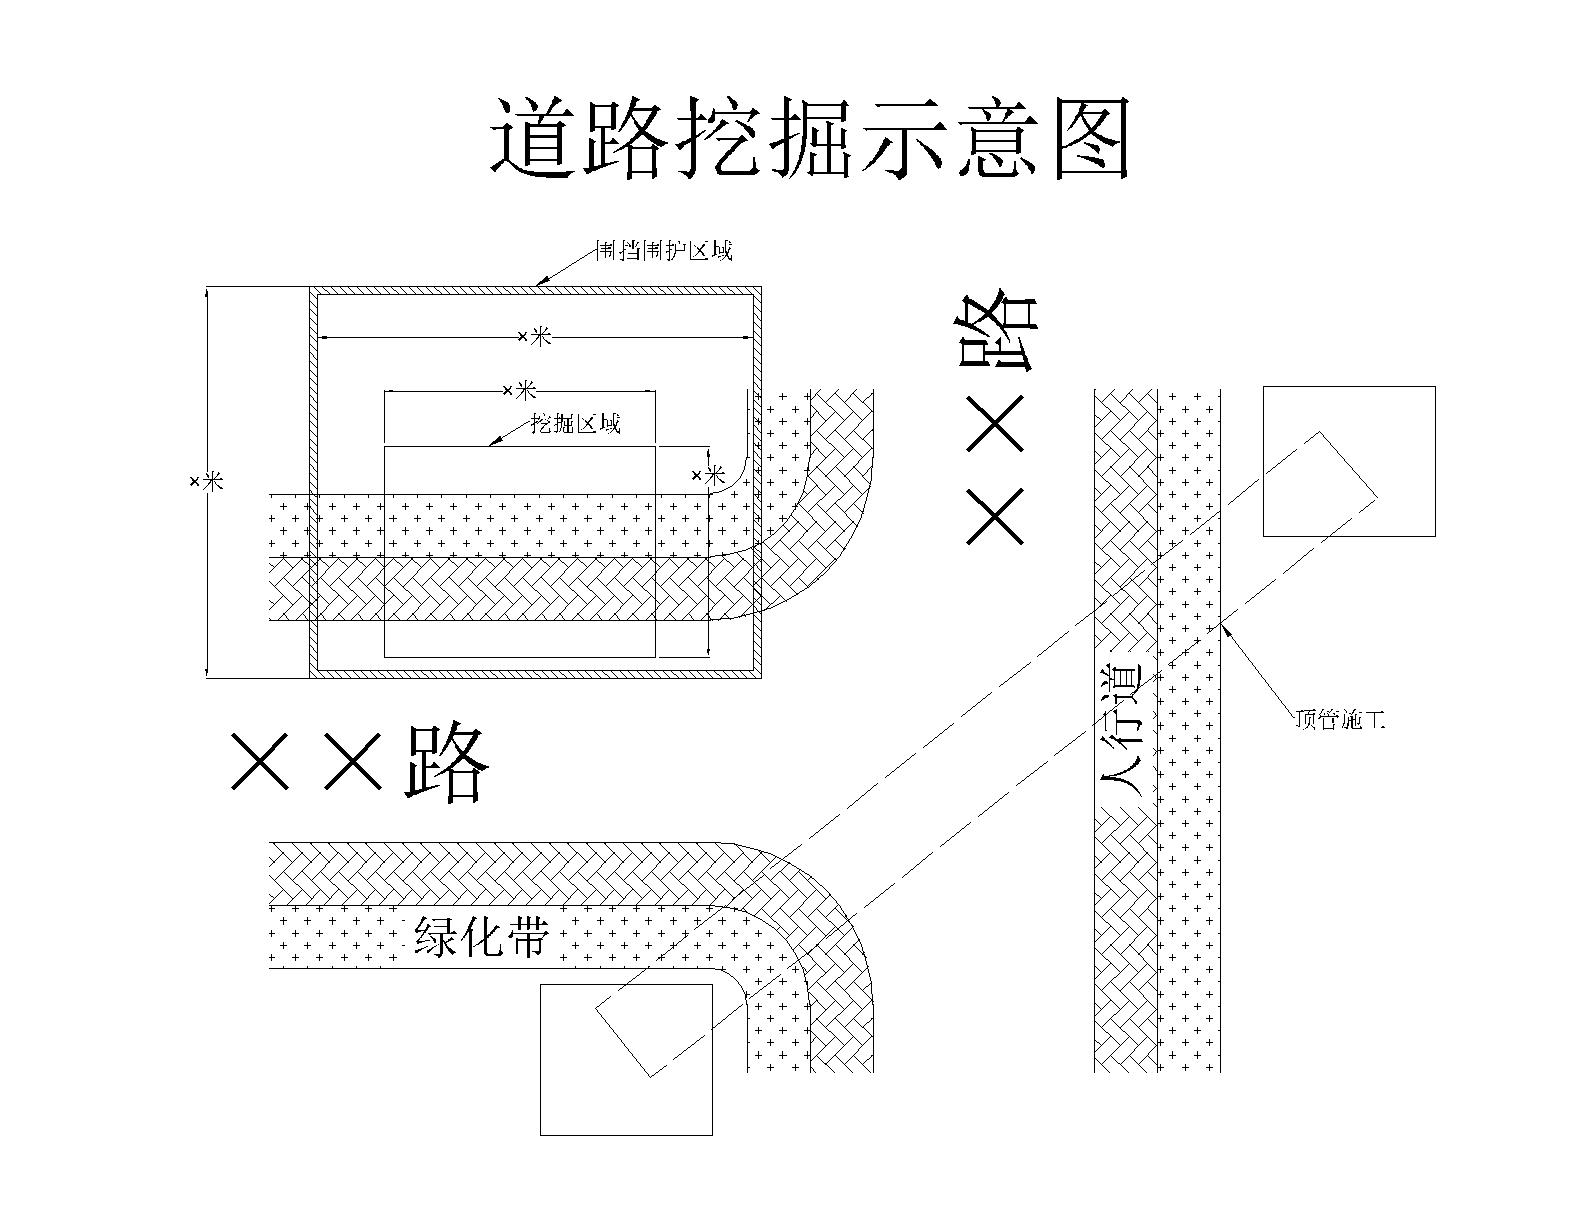 道路挖掘示意图
围挡围护区域
×米
×米
挖掘区域
×米
×米
××路
××路
人行道
顶管施工
绿化带